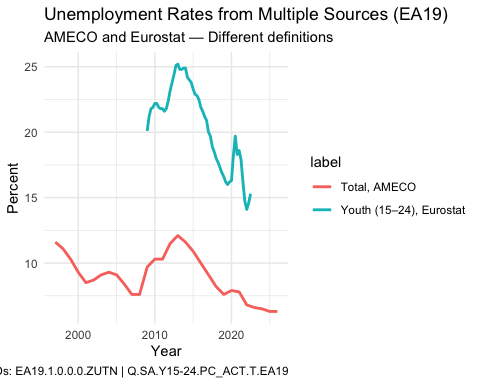 Unemployment Rates from Multiple Sources (EA19)
AMECO and Eurostat — Different definitions
25
20
15
10
Percent
2000 2010 2020
Year
label
Total, AMECO
Youth (15–24), Eurostat
s: EA19.1.0.0.0.ZUTN | Q.SA.Y15-24.PC_ACT.T.EA19